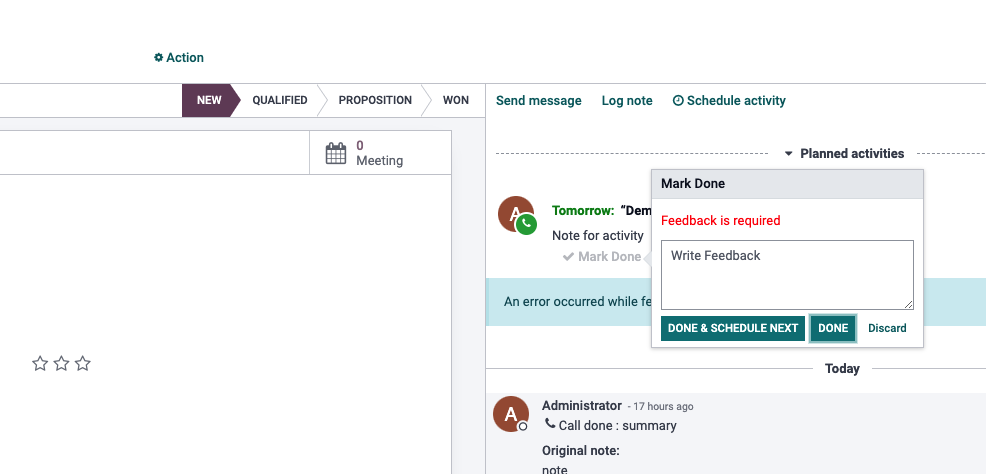 Action
NEW QUALIFIED PROPOSITION WON
Send message Log note Schedule activity
0
Meeting
Planned activities
Mark Done
A
Tomorrow: “Dem
Feedback is required
Note for activity
Mark Done
Write Feedback
An error occurred while fe
DONE & SCHEDULE NEXT DONE Discard
Today
A
Administrator - 17 hours ago
Call done : summary
Original note:
note